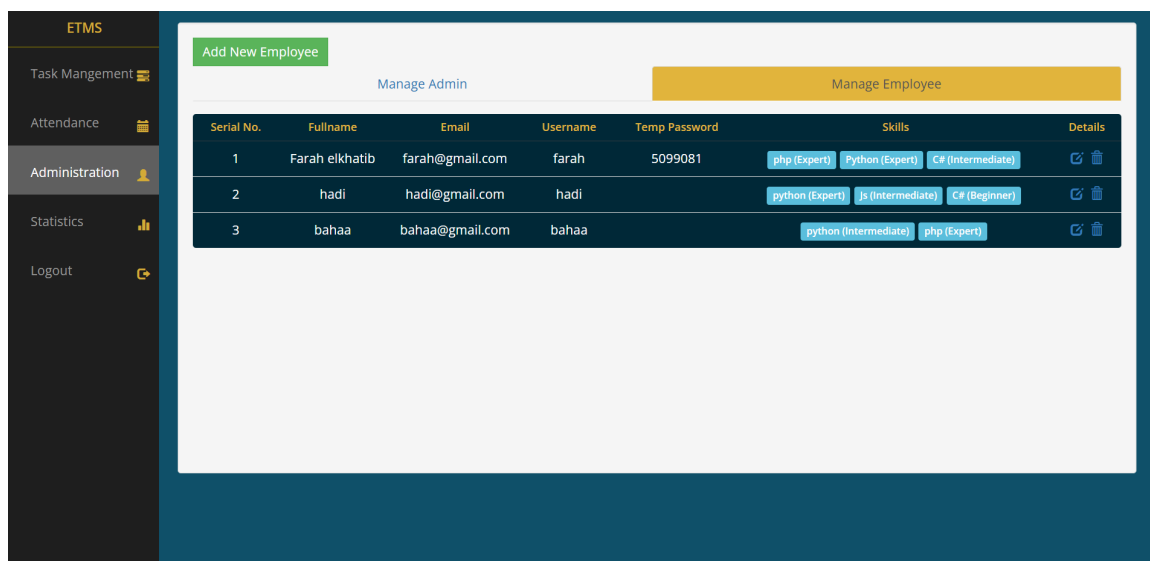 ETMS
Task Mangement
Attendance
Administration
Statistics
Logout
Add New Employee
Manage Admin Manage Employee
Serial No. Fullname Email Username Temp Password Skills Details
1 Farah elkhatib farah@gmail.com farah 5099081 php (Expert) Python (Expert) C# (Intermediate)
2 hadi hadi@gmail.com hadi python (Expert) Js (Intermediate) C# (Beginner)
3 bahaa bahaa@gmail.com bahaa python (Intermediate) php (Expert)